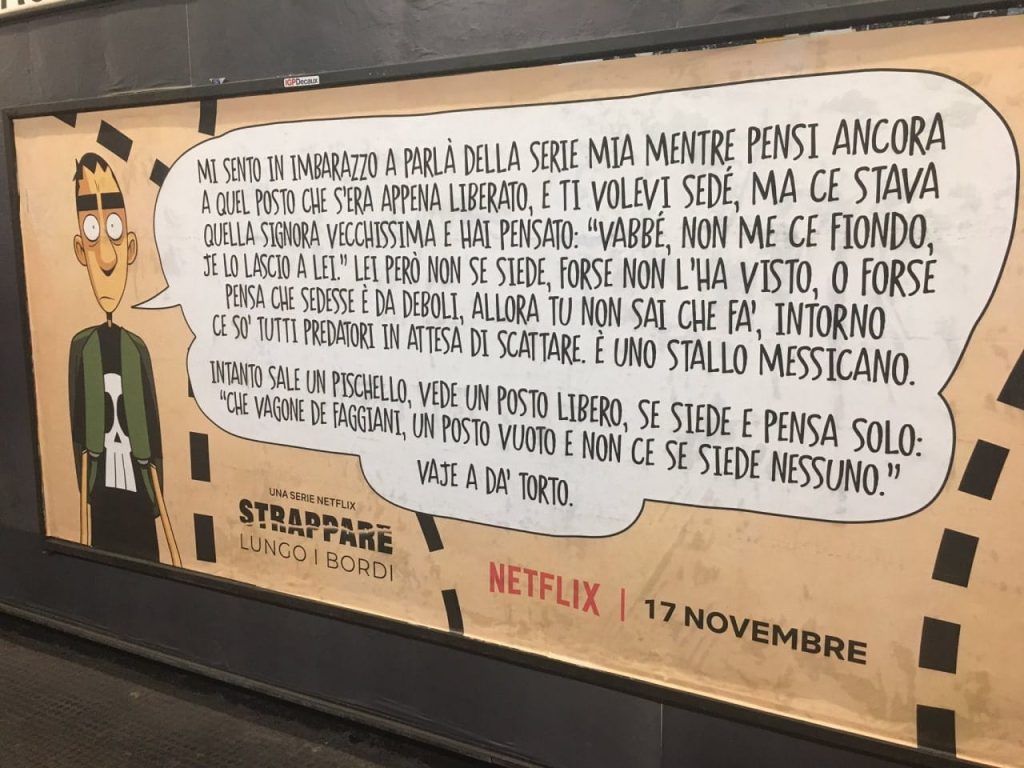 IGPDecaux
MI SENTO IN IMBARAZZO A PARLÀ DELLA SERIE MIA MENTRE PENSI ANCORA
A QUEL POSTO CHE S'ERA APPENA LIBERATO, E TI VOLEVI SEDÉ, MA CE STAVA
QUELLA SIGNORA VECCHISSIMA E HAI PENSATO: “VABBÉ, NON ME CE FIONDO,
JE LO LASCIO A LEI.” LEI PERÒ NON SE SIEDE, FORSE NON L'HA VISTO, O FORSE
PENSA CHE SEDESSE È DA DEBOLI, ALLORA TU NON SAI CHE FA', INTORNO
CE SO' TUTTI PREDATORI IN ATTESA DI SCATTARE. È UNO STALLO MESSICANO.
INTANTO SALE UN PISCHELLO, VEDE UN POSTO LIBERO, SE SIEDE E PENSA SOLO:
“CHE VAGONE DE FAGGIANI, UN POSTO VUOTO E NON CE SE SIEDE NESSUNO.”
VAJE A DA' TORTO.
UNA SERIE NETFLIX
STRAPPARE
LUNGO I BORDI
NETFLIX | 17 NOVEMBRE